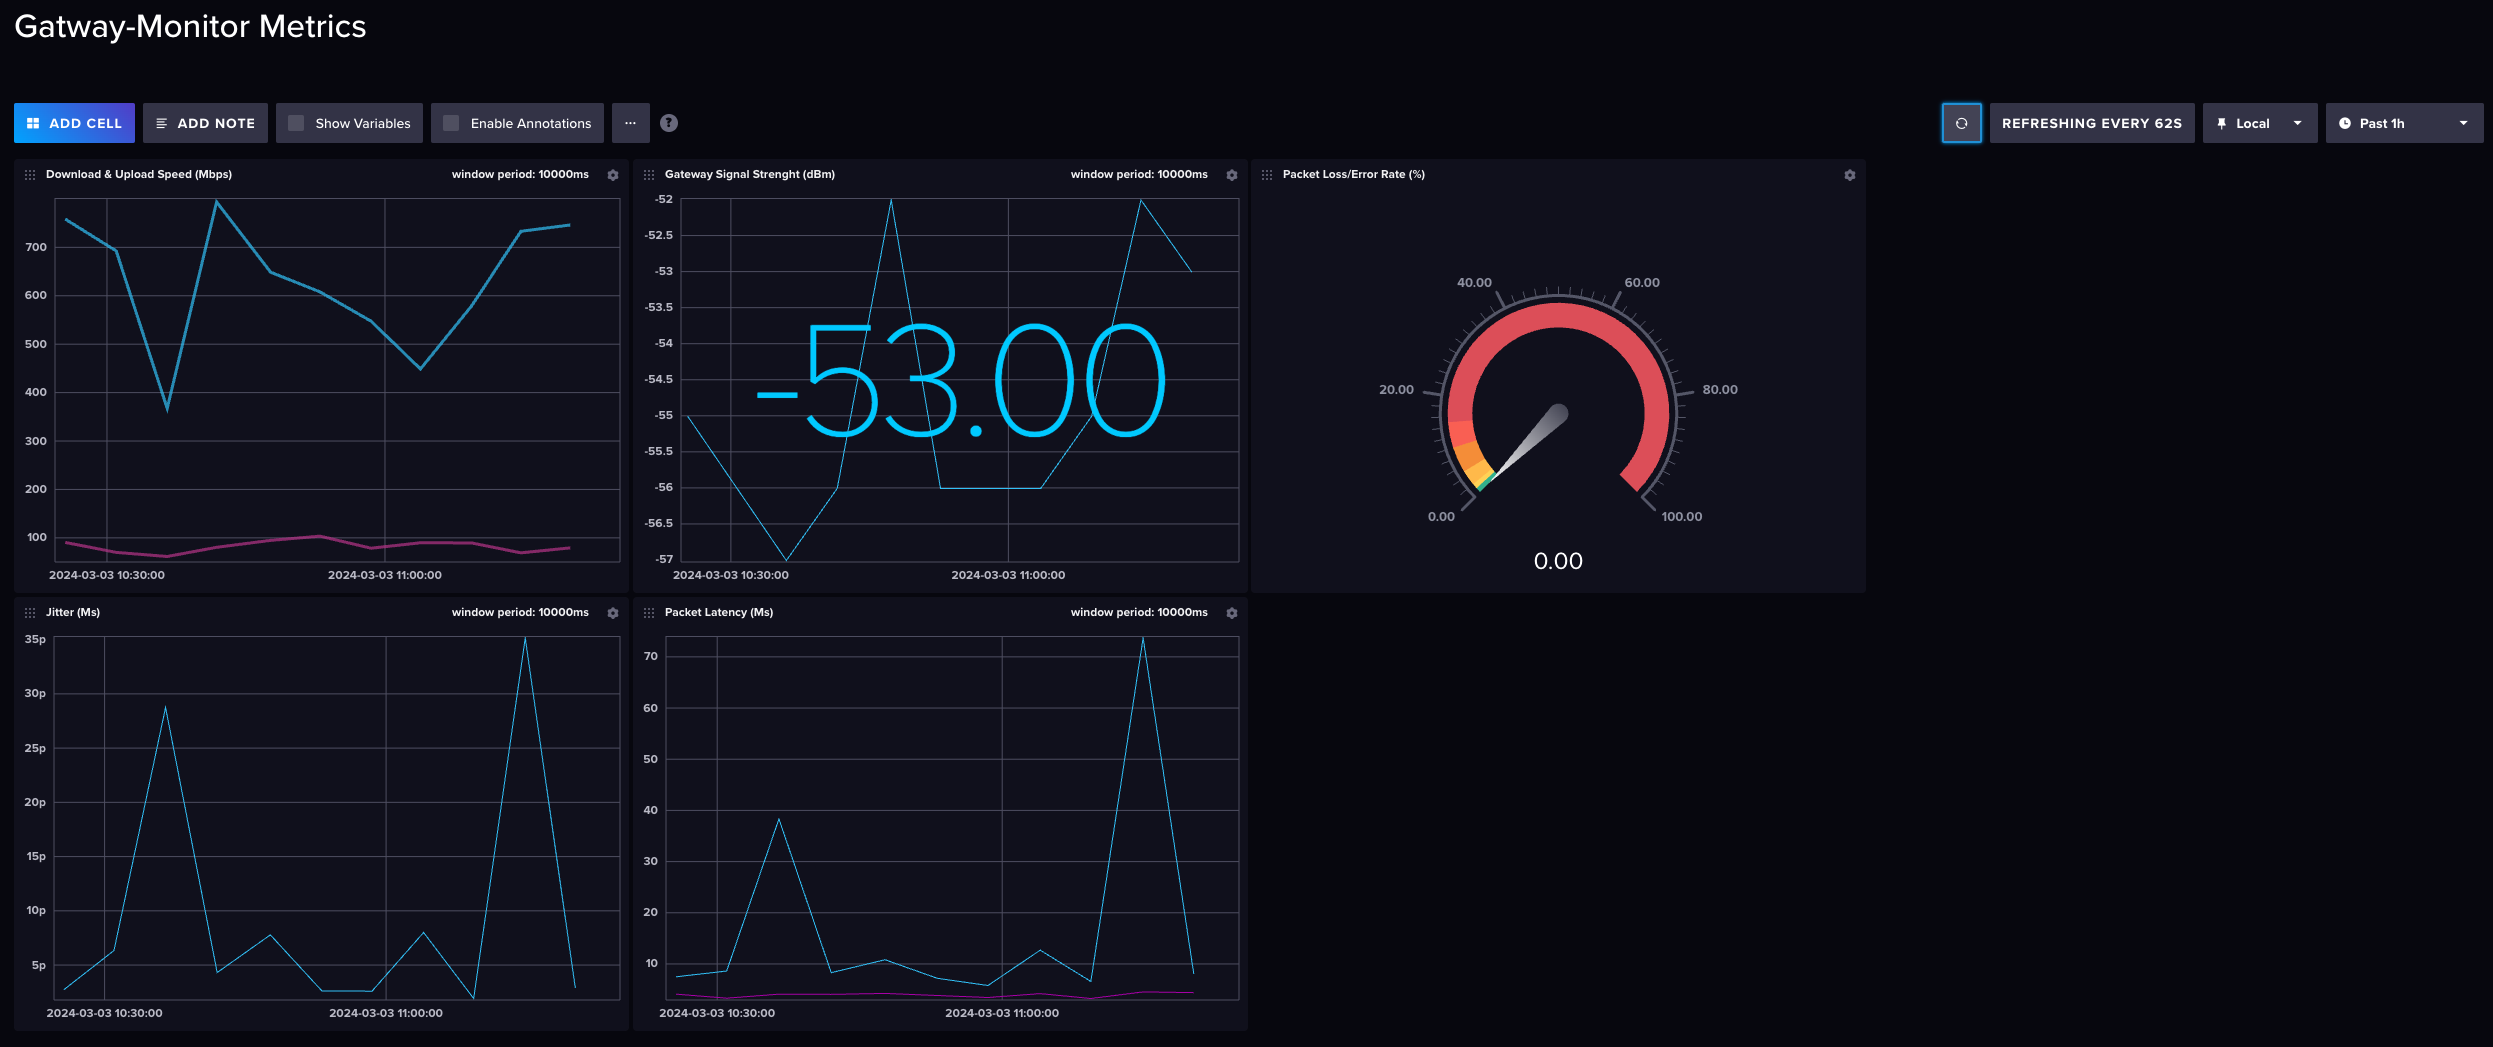 Gatway-Monitor Metrics
ADD CELL
ADD NOTE
Show Variables
Enable Annotations
...
?
REFRESHING EVERY 62S
Local
Past 1h
Download & Upload Speed (Mbps)
window period: 10000ms
700
600
500
400
300
200
100
2024-03-03 10:30:00
2024-03-03 11:00:00
Gateway Signal Strenght (dBm)
window period: 10000ms
-52
-52.5
-53
-53.5
-54
-54.5
-55
-55.5
-56
-56.5
-57
-53.00
2024-03-03 10:30:00
2024-03-03 11:00:00
Packet Loss/Error Rate (%)
40.00
60.00
20.00
80.00
0.00
100.00
0.00
Jitter (Ms)
window period: 10000ms
35p
30p
25p
20p
15p
10p
5p
2024-03-03 10:30:00
2024-03-03 11:00:00
Packet Latency (Ms)
window period: 10000ms
70
60
50
40
30
20
10
2024-03-03 10:30:00
2024-03-03 11:00:00